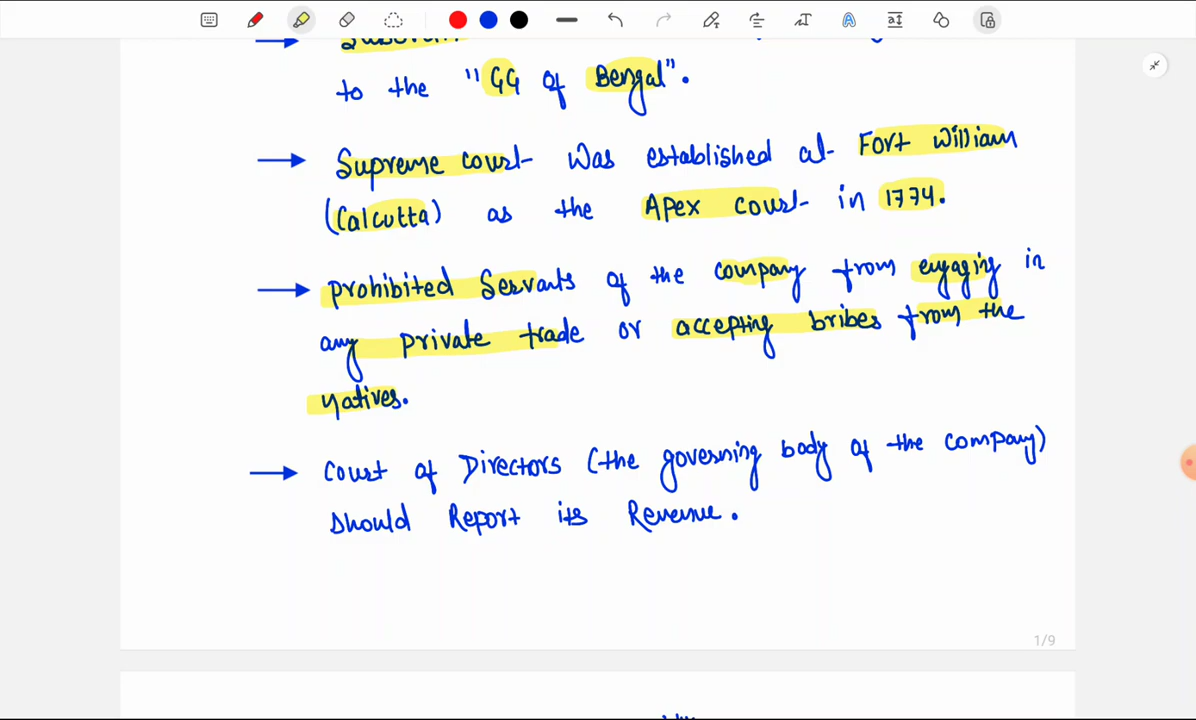 to the "GG of Bengal".
→ Supreme court was established at Fort William
(Calcutta) as the Apex court in 1774.
→ prohibited Servants of the company from engaging in
any private trade or accepting bribes from the
natives.
→ Court of Directors (the governing body of the company)
should Report its Revenue.
1/9